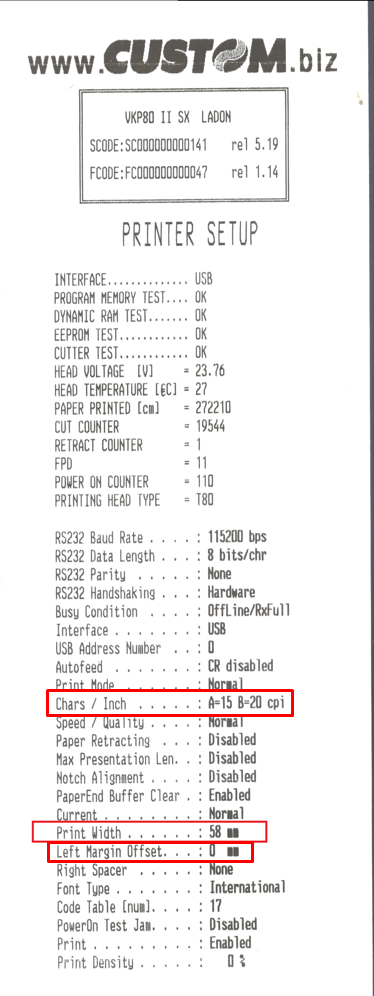 www.CUSTOM.biz
VKP80 II SX LADON
SCODE:SC000000000141 rel 5.19
FCODE:FC000000000047 rel 1.14
PRINTER SETUP
INTERFACE.............. USB
PROGRAM MEMORY TEST.... OK
DYNAMIC RAM TEST....... OK
EEPROM TEST............ OK
CUTTER TEST............ OK
HEAD VOLTAGE [V] = 23.76
HEAD TEMPERATURE [£C] = 27
PAPER PRINTED [cm] = 272210
CUT COUNTER = 19544
RETRACT COUNTER = 1
FPD = 11
POWER ON COUNTER = 110
PRINTING HEAD TYPE = T80
RS232 Baud Rate . . . . : 115200 bps
RS232 Data Length . . . : 8 bits/chr
RS232 Parity . . . . . : None
RS232 Handshaking . . . : Hardware
Busy Condition . . . . : OffLine/RxFull
Interface . . . . . . . : USB
USB Address Number . . : 0
Autofeed . . . . . . . : CR disabled
Print Mode . . . . . . : Normal
Chars / Inch . . . . . : A=15 B=20 cpi
Speed / Quality . . . . : Normal
Paper Retracting . . . : Disabled
Max Presentation Len. . : Disabled
Notch Alignment . . . . : Disabled
PaperEnd Buffer Clear . : Enabled
Current . . . . . . . . : Normal
Print Width . . . . . . : 58 mm
Left Margin Offset. . . : 0 mm
Right Spacer . . . . . : None
Font Type . . . . . . . : International
Code Table [num]. . . . : 17
PowerOn Test Jam. . . . : Disabled
Print . . . . . . . . . : Enabled
Print Density . . . . . : 0 %